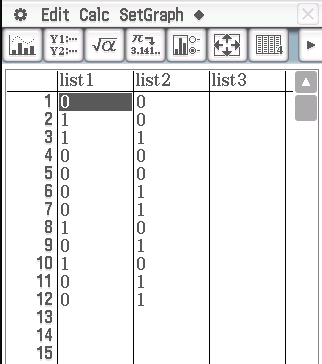 Edit Calc SetGraph ◆
Y1:··· Y2:··· √α π 3.141.. 4
list1 list2 list3
1 0 0
2 1 0
3 1 1
4 0 0
5 0 0
6 0 1
7 0 1
8 1 0
9 0 1
10 1 0
11 0 1
12 0 1
13
14
15